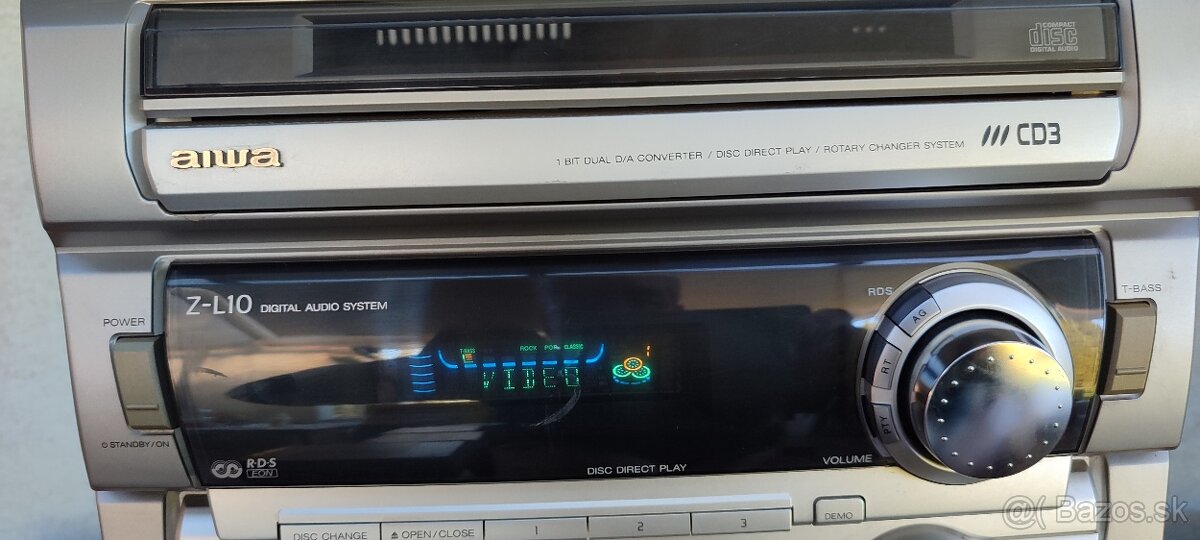 COMPACT
disc
DIGITAL AUDIO
aiwa
1 BIT DUAL D/A CONVERTER / DISC DIRECT PLAY / ROTARY CHANGER SYSTEM
CD3
Z-L10 DIGITAL AUDIO SYSTEM
POWER
STANDBY/ON
T-BASS
ROCK POP CLASSIC
VIDEO
1
RDS
AG
RT
PTY
VOLUME
T-BASS
R·D·S
EON
DISC DIRECT PLAY
DISC CHANGE
OPEN/CLOSE
1
2
3
DEMO
Bazos.sk